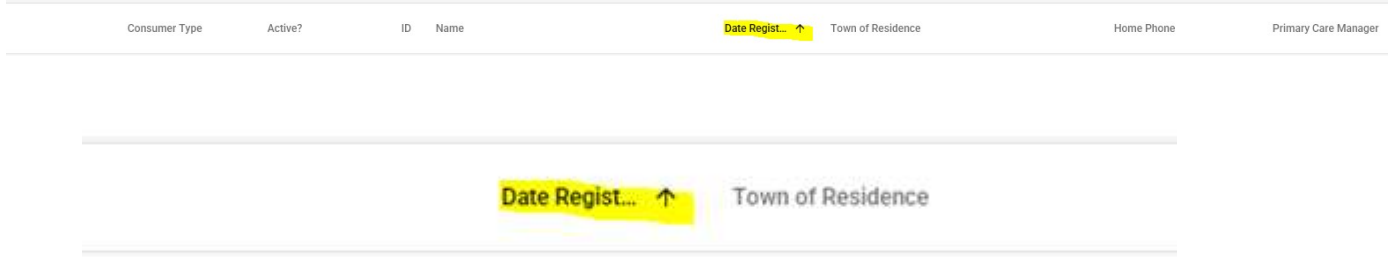 Consumer Type Active? ID Name Date Regist... ↑ Town of Residence Home Phone Primary Care Manager
Date Regist... ↑ Town of Residence